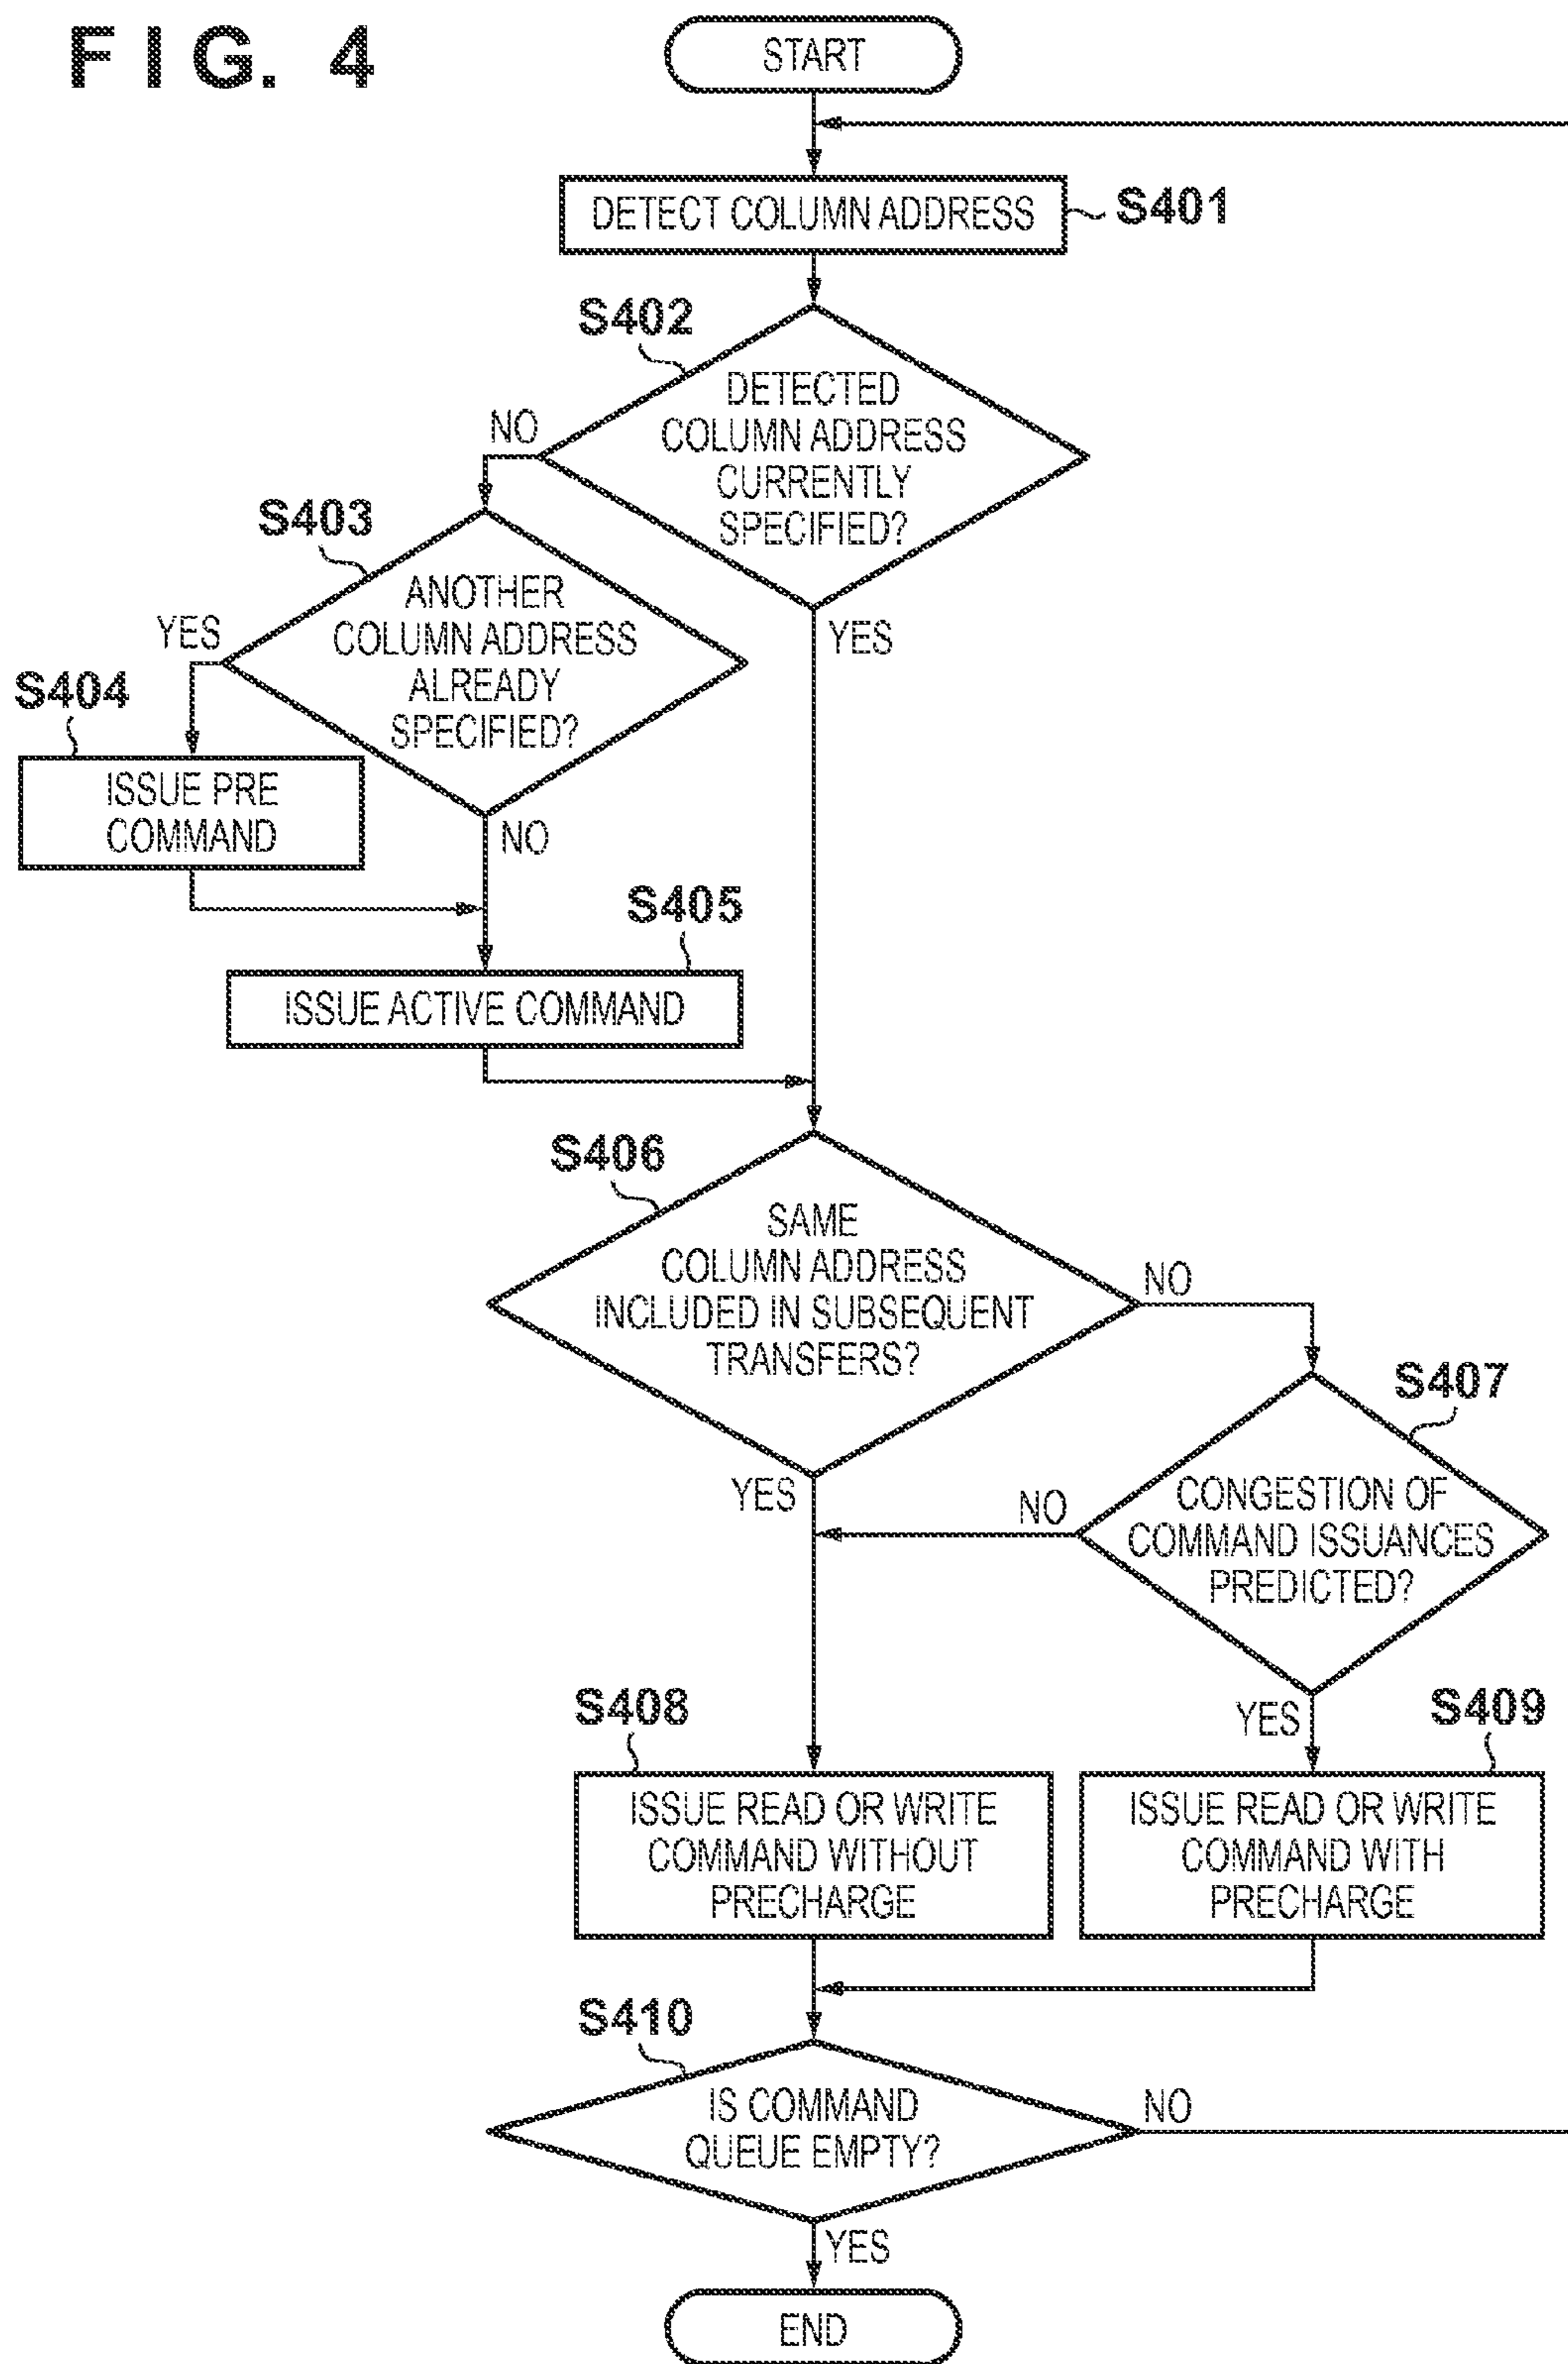 FIG. 4
START
DETECT COLUMN ADDRESS
S401
S402
DETECTED
COLUMN ADDRESS
CURRENTLY
SPECIFIED?
NO
YES
S403
ANOTHER
COLUMN ADDRESS
ALREADY
SPECIFIED?
YES
NO
S404
ISSUE PRE
COMMAND
S405
ISSUE ACTIVE COMMAND
S406
SAME
COLUMN ADDRESS
INCLUDED IN SUBSEQUENT
TRANSFERS?
NO
YES
S407
CONGESTION OF
COMMAND ISSUANCES
PREDICTED?
NO
YES
S408
ISSUE READ OR WRITE
COMMAND WITHOUT
PRECHARGE
S409
ISSUE READ OR WRITE
COMMAND WITH
PRECHARGE
S410
IS COMMAND
QUEUE EMPTY?
NO
YES
END